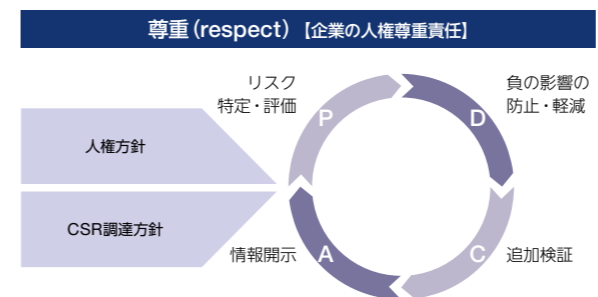 尊重（respect）【企業の人権尊重責任】
リスク
特定・評価
負の影響の
防止・軽減
P
D
人権方針
CSR調達方針
情報開示
A
C
追加検証